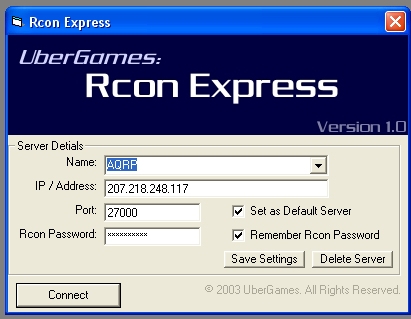 Rcon Express
UberGames:
Rcon Express
Version 1.0
Server Detials
Name: AQRP
IP / Address: 207.218.248.117
Port: 27000
Set as Default Server
Rcon Password: **********
Remember Rcon Password
Save Settings Delete Server
Connect
© 2003 UberGames. All Rights Reserved.